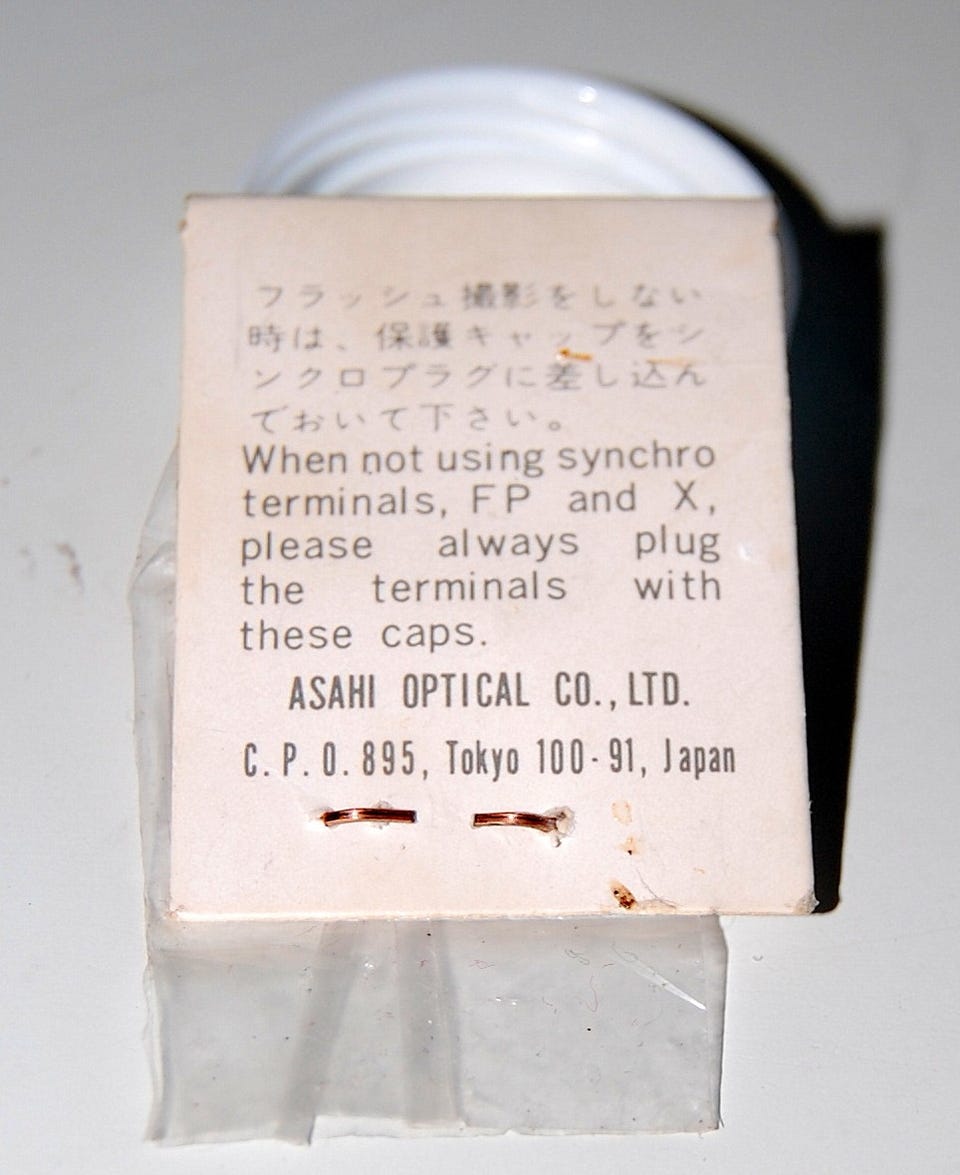 フラッシュ撮影をしない
時は、保護キャップをシ
ンクロプラグに差し込ん
でおいて下さい。
When not using synchro
terminals, FP and X,
please always plug
the terminals with
these caps.
ASAHI OPTICAL CO., LTD.
C. P. O. 895, Tokyo 100-91, Japan